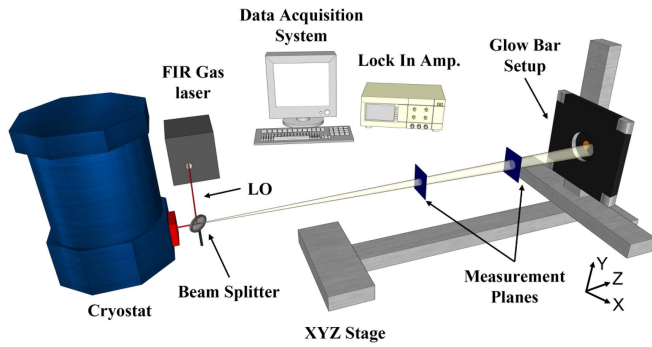 Data Acquisition
System
Lock In Amp.
Glow Bar
Setup
FIR Gas
laser
LO
Beam Splitter
Cryostat
XYZ Stage
Measurement
Planes
Y
Z
X